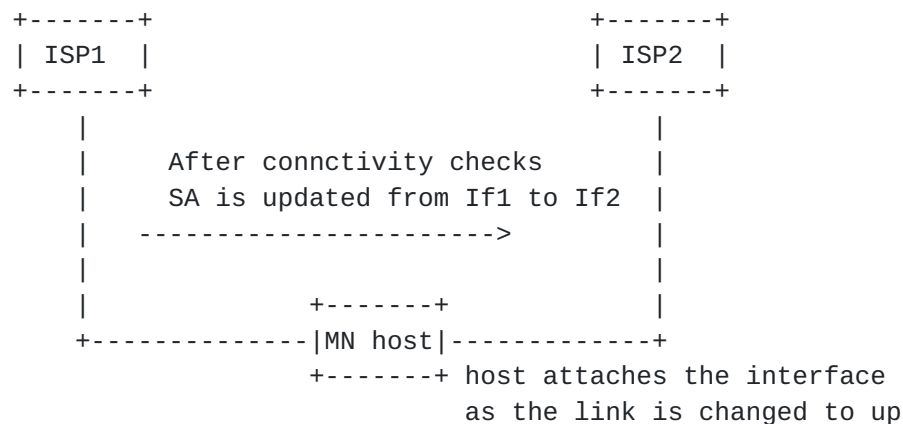 ISP1 ISP2
After connctivity checks
SA is updated from If1 to If2
MN host
host attaches the interface
as the link is changed to up